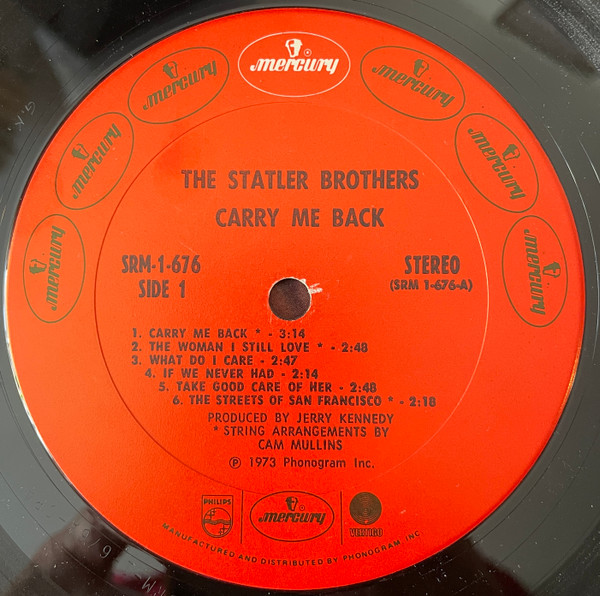 mercury
mercury
mercury
mercury
mercury
mercury
mercury
THE STATLER BROTHERS
CARRY ME BACK
SRM-1-676
SIDE 1
STEREO
(SRM 1-676-A)
1. CARRY ME BACK * - 3:14
2. THE WOMAN I STILL LOVE * - 2:48
3. WHAT DO I CARE - 2:47
4. IF WE NEVER HAD - 2:14
5. TAKE GOOD CARE OF HER - 2:48
6. THE STREETS OF SAN FRANCISCO * - 2:18
PRODUCED BY JERRY KENNEDY
* STRING ARRANGEMENTS BY
CAM MULLINS
Ⓟ 1973 Phonogram Inc.
PHILIPS
mercury
VERTIGO
MANUFACTURED AND DISTRIBUTED BY PHONOGRAM, INC.